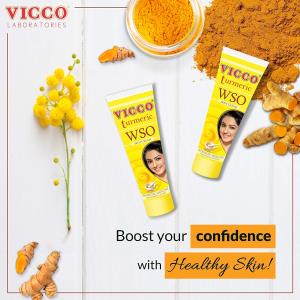 VICCO
LABORATORIES
VICCO
turmeric
WSO
VICCO
turmeric
WSO
Boost your confidence
with Healthy Skin!